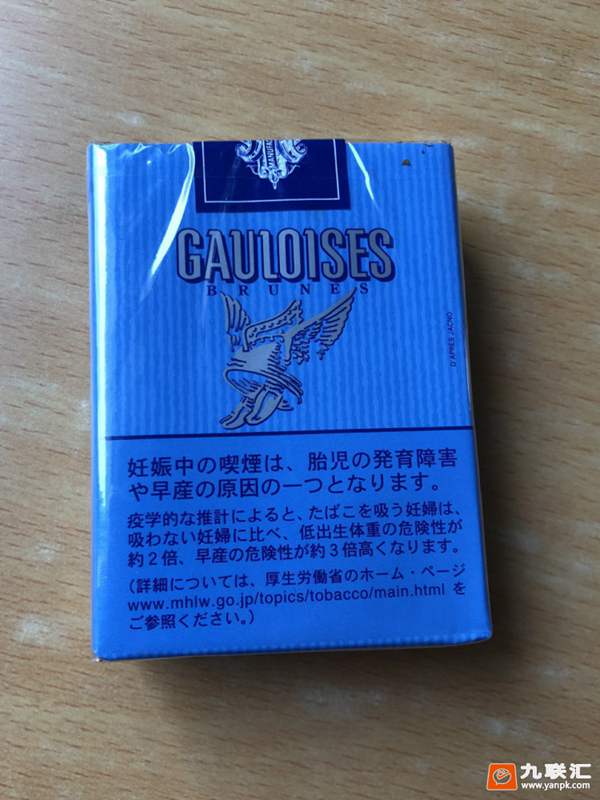 MANUFAC
GAULOISES
BRUNES
D'APRÈS JACNO
妊娠中の喫煙は、胎児の発育障害
や早産の原因の一つとなります。
疫学的な推計によると、たばこを吸う妊婦は、
吸わない妊婦に比べ、低出生体重の危険性が
約2倍、早産の危険性が約3倍高くなります。
(詳細については、厚生労働省のホーム・ページ
www.mhlw.go.jp/topics/tobacco/main.html を
ご参照ください。)
九联汇
www.yanpk.com